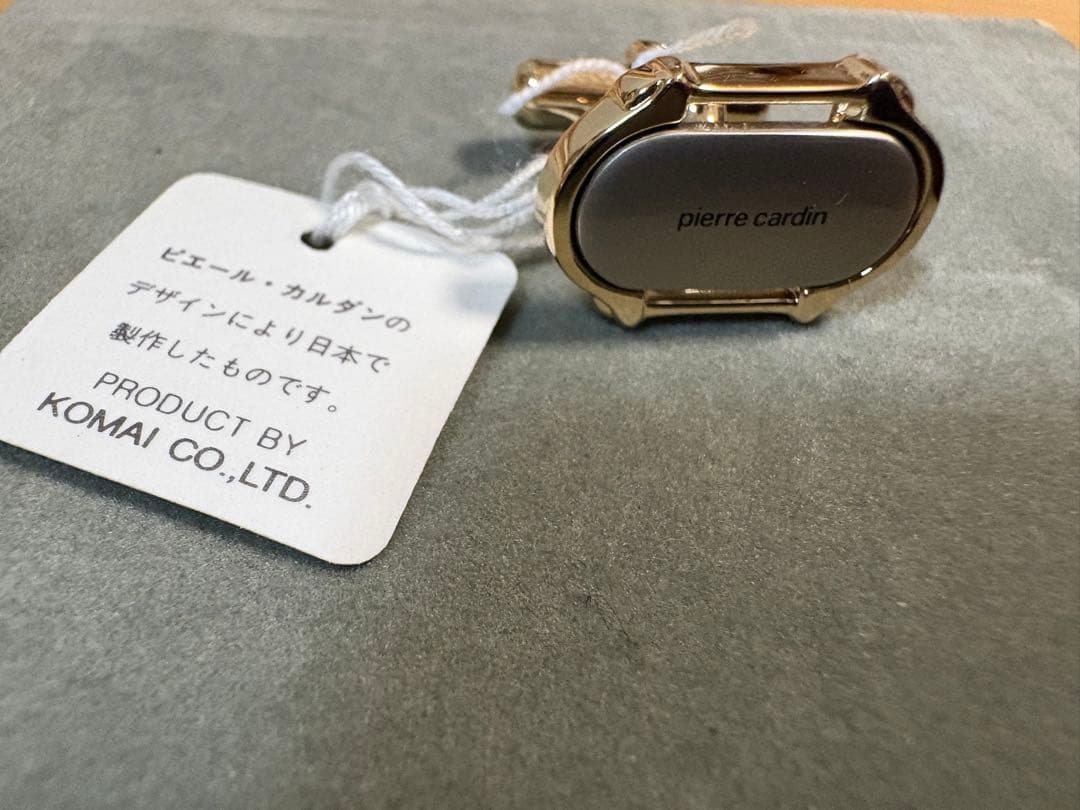 ピエール・カルダンの
デザインにより日本で
製作したものです。
PRODUCT BY
KOMAI CO.,LTD.
pierre cardin